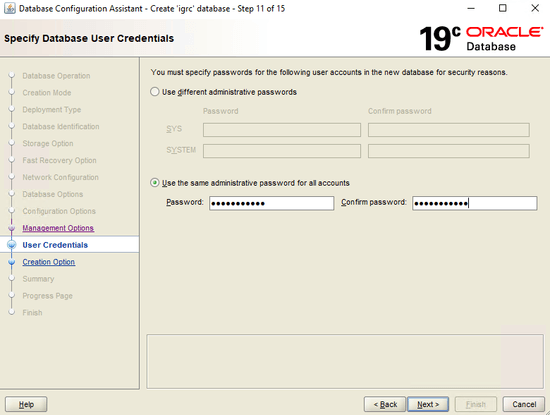 Database Configuration Assistant - Create 'igrc' database - Step 11 of 15
Specify Database User Credentials
19c ORACLE
Database
Database Operation
Creation Mode
Deployment Type
Database Identification
Storage Option
Fast Recovery Option
Network Configuration
Database Options
Configuration Options
Management Options
User Credentials
Creation Option
Summary
Progress Page
Finish
You must specify passwords for the following user accounts in the new database for security reasons.
Use different administrative passwords
Password Confirm password
SYS
SYSTEM
Use the same administrative password for all accounts
Password: ●●●●●●●●●●● Confirm password: ●●●●●●●●●●●
Help < Back Next > Finish Cancel